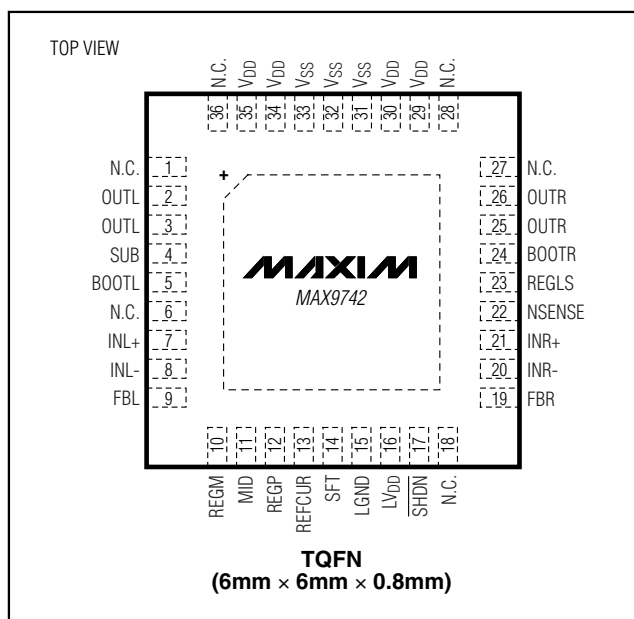 TOP VIEW
N.C. VDD VDD VSS VSS VSS VDD VDD N.C.
36 35 34 33 32 31 30 29 28
N.C. 1
OUTL 2
OUTL 3
SUB 4
BOOTL 5
N.C. 6
INL+ 7
INL- 8
FBL 9
+
MAXIM
MAX9742
27 N.C.
26 OUTR
25 OUTR
24 BOOTR
23 REGLS
22 NSENSE
21 INR+
20 INR-
19 FBR
10 11 12 13 14 15 16 17 18
REGM MID REGP REFCUR SFT LGND LVDD SHDN N.C.
TQFN
(6mm × 6mm × 0.8mm)